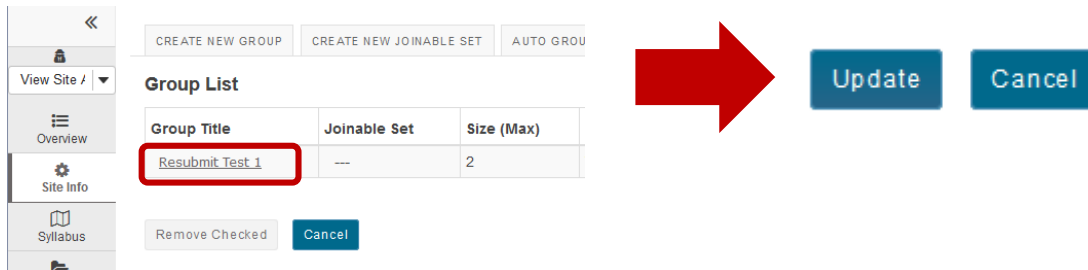 «
View Site A
Overview
Site Info
Syllabus
CREATE NEW GROUP CREATE NEW JOINABLE SET AUTO GROU
Group List
Group Title Joinable Set Size (Max)
Resubmit Test 1 --- 2
Remove Checked Cancel
Update Cancel